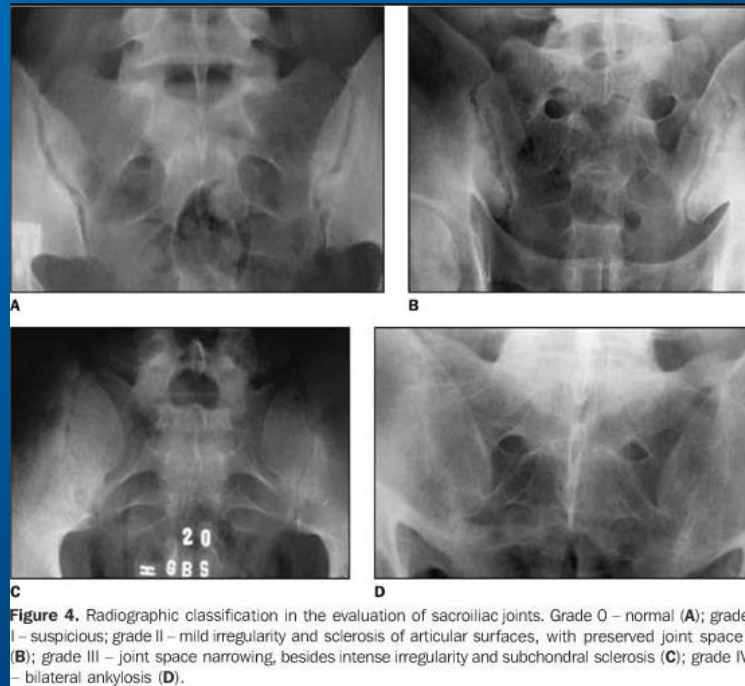 A
B
2 0
G B S
C
D
Figure 4. Radiographic classification in the evaluation of sacroiliac joints. Grade 0 – normal (A); grade
I – suspicious; grade II – mild irregularity and sclerosis of articular surfaces, with preserved joint space
(B); grade III – joint space narrowing, besides intense irregularity and subchondral sclerosis (C); grade IV
– bilateral ankylosis (D).